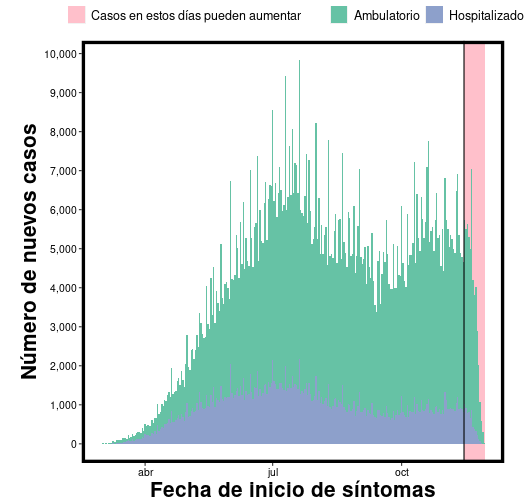 Casos en estos días pueden aumentar Ambulatorio Hospitalizado
Número de nuevos casos
10,000
9,000
8,000
7,000
6,000
5,000
4,000
3,000
2,000
1,000
0
abr jul oct
Fecha de inicio de síntomas